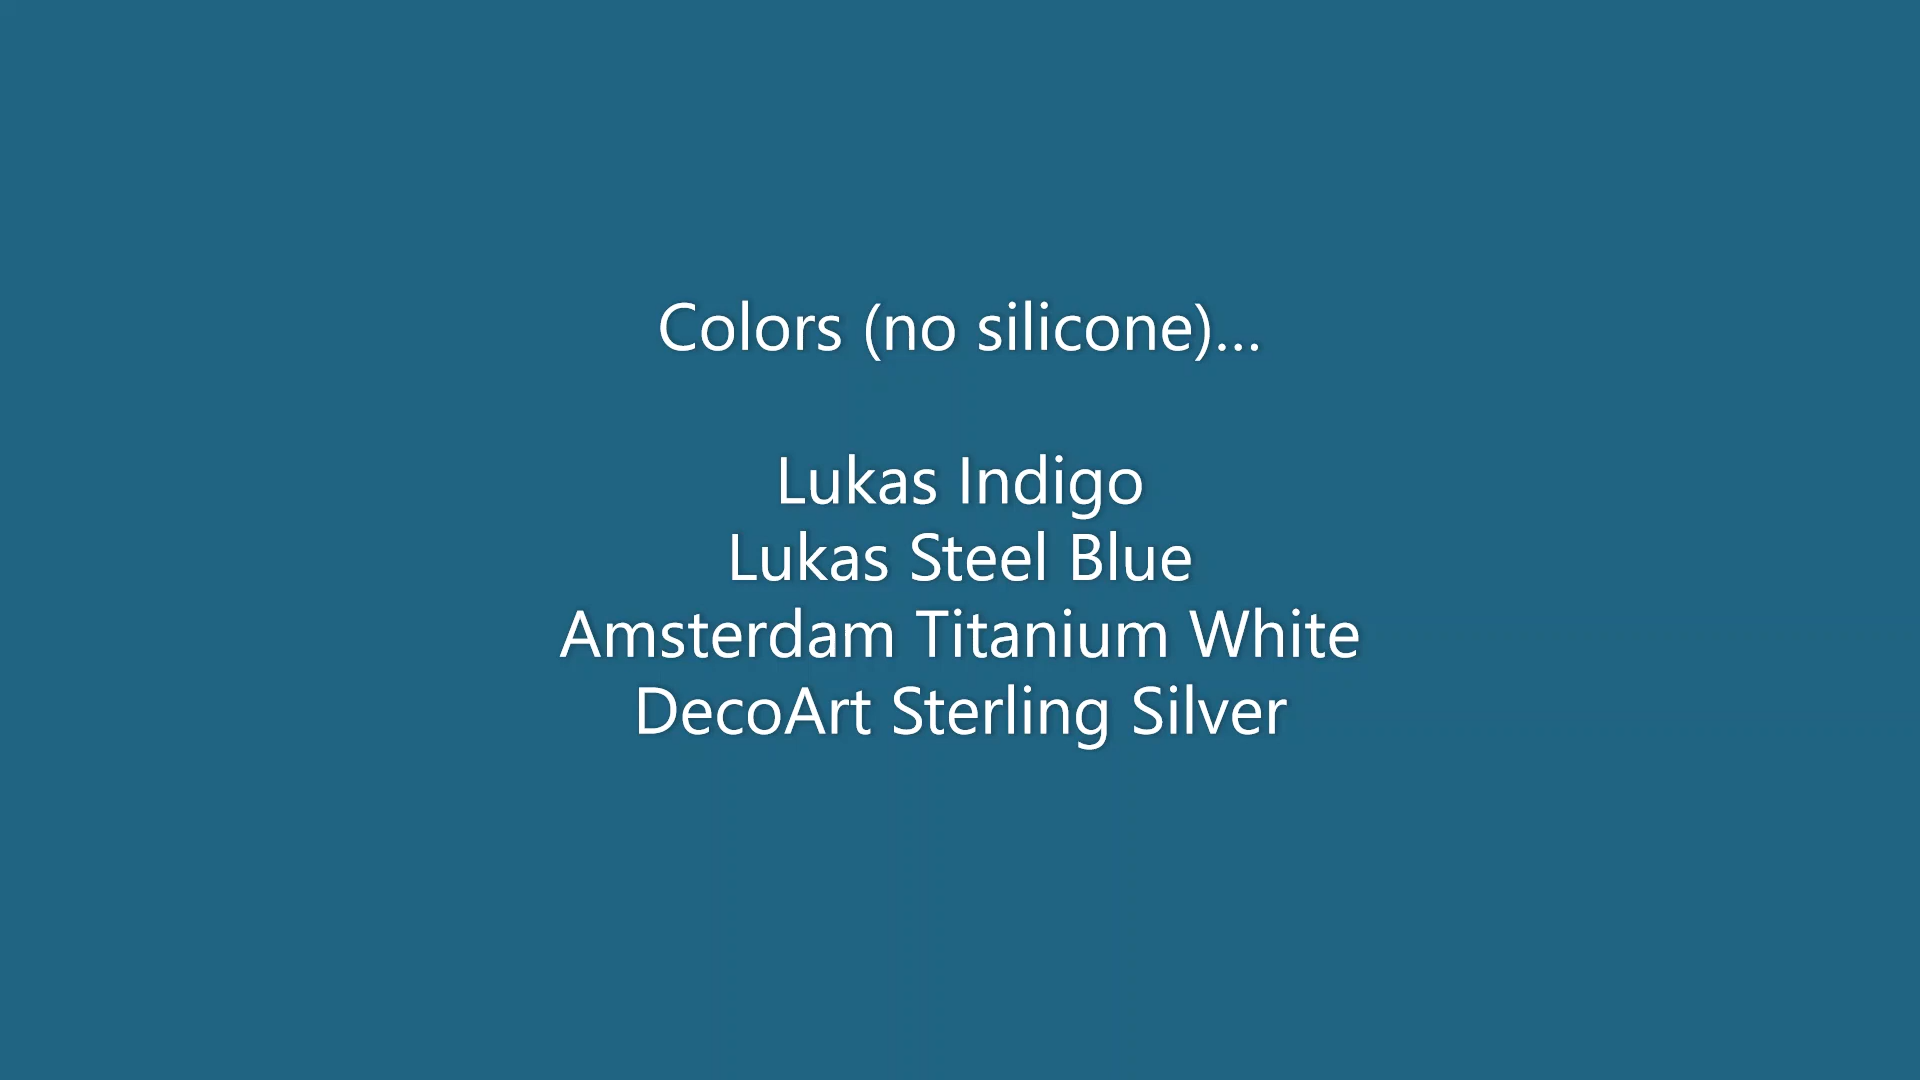 Colors (no silicone)...
Lukas Indigo
Lukas Steel Blue
Amsterdam Titanium White
DecoArt Sterling Silver